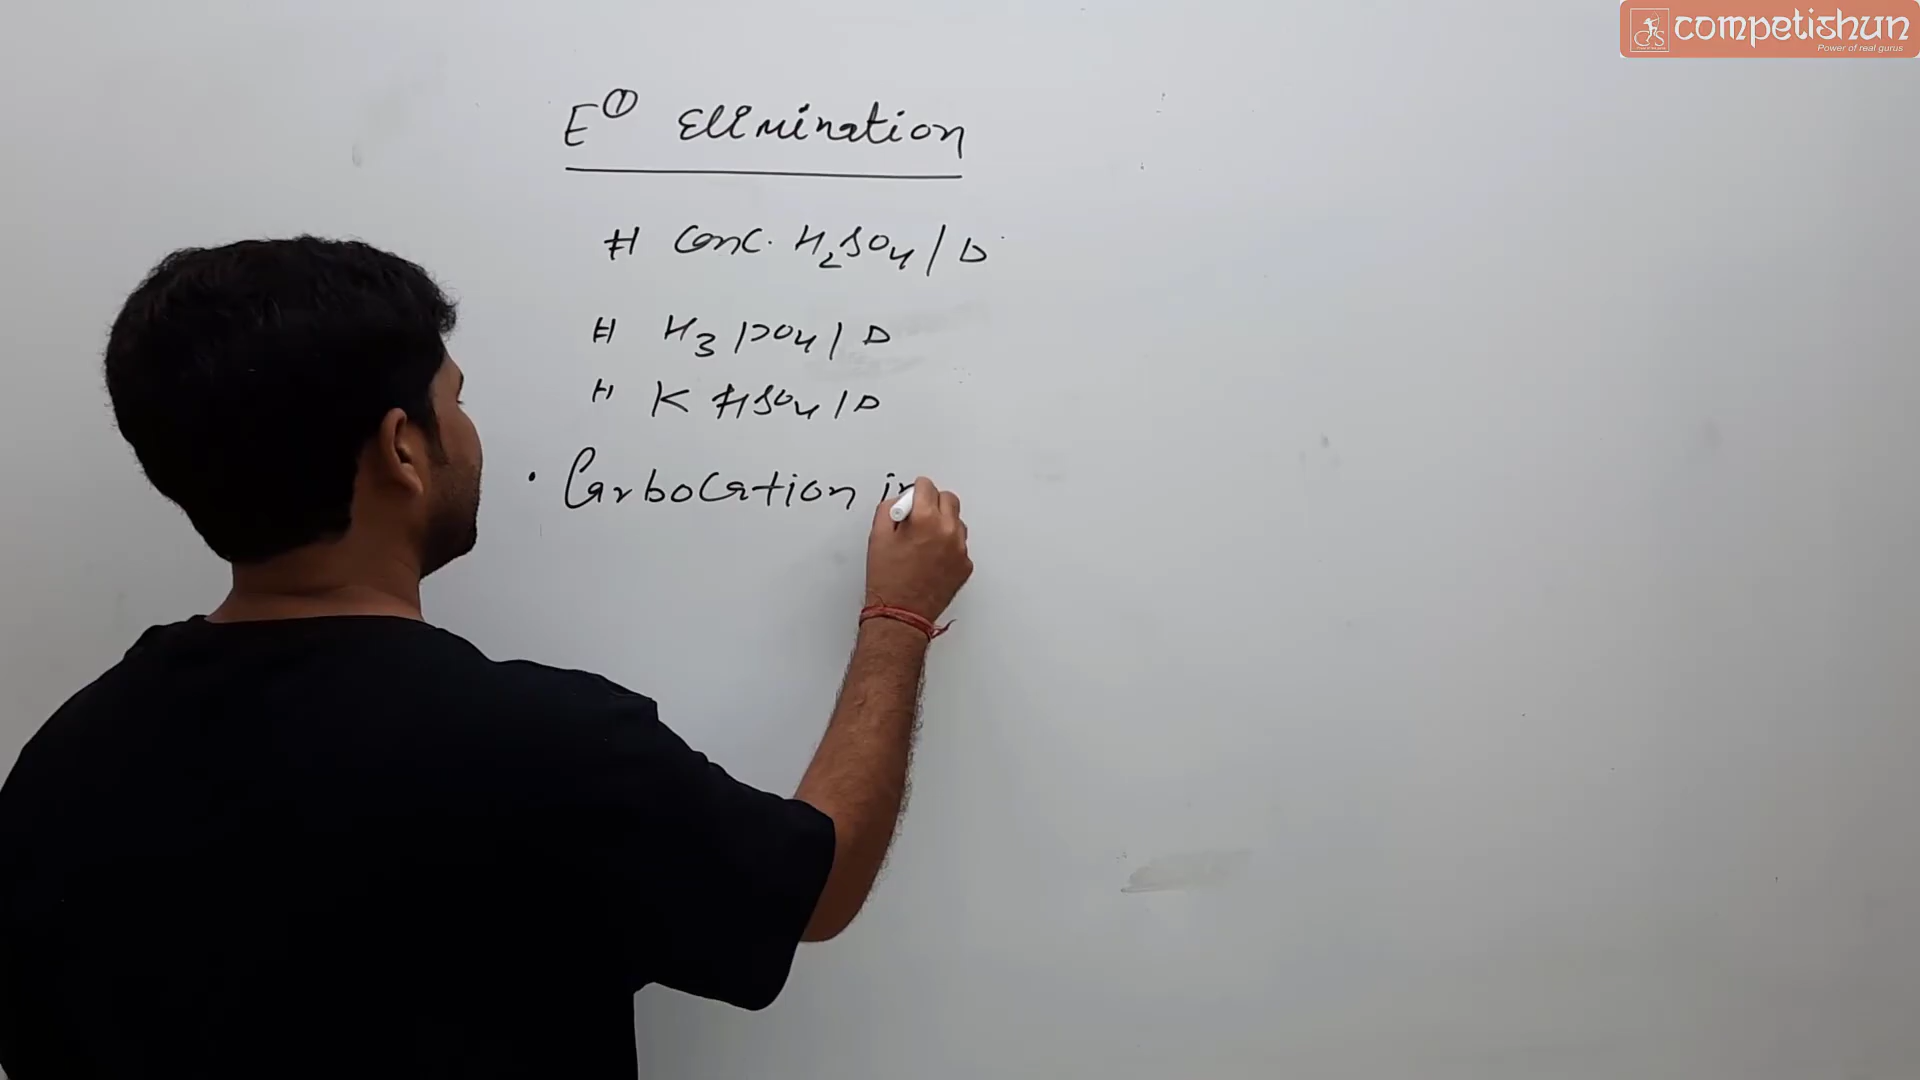 competishun
Power of real gurus
E① Elimination
# Conc. H₂SO₄ / Δ
# H₃PO₄ / Δ
# KHSO₄ / Δ
· Carbocation in